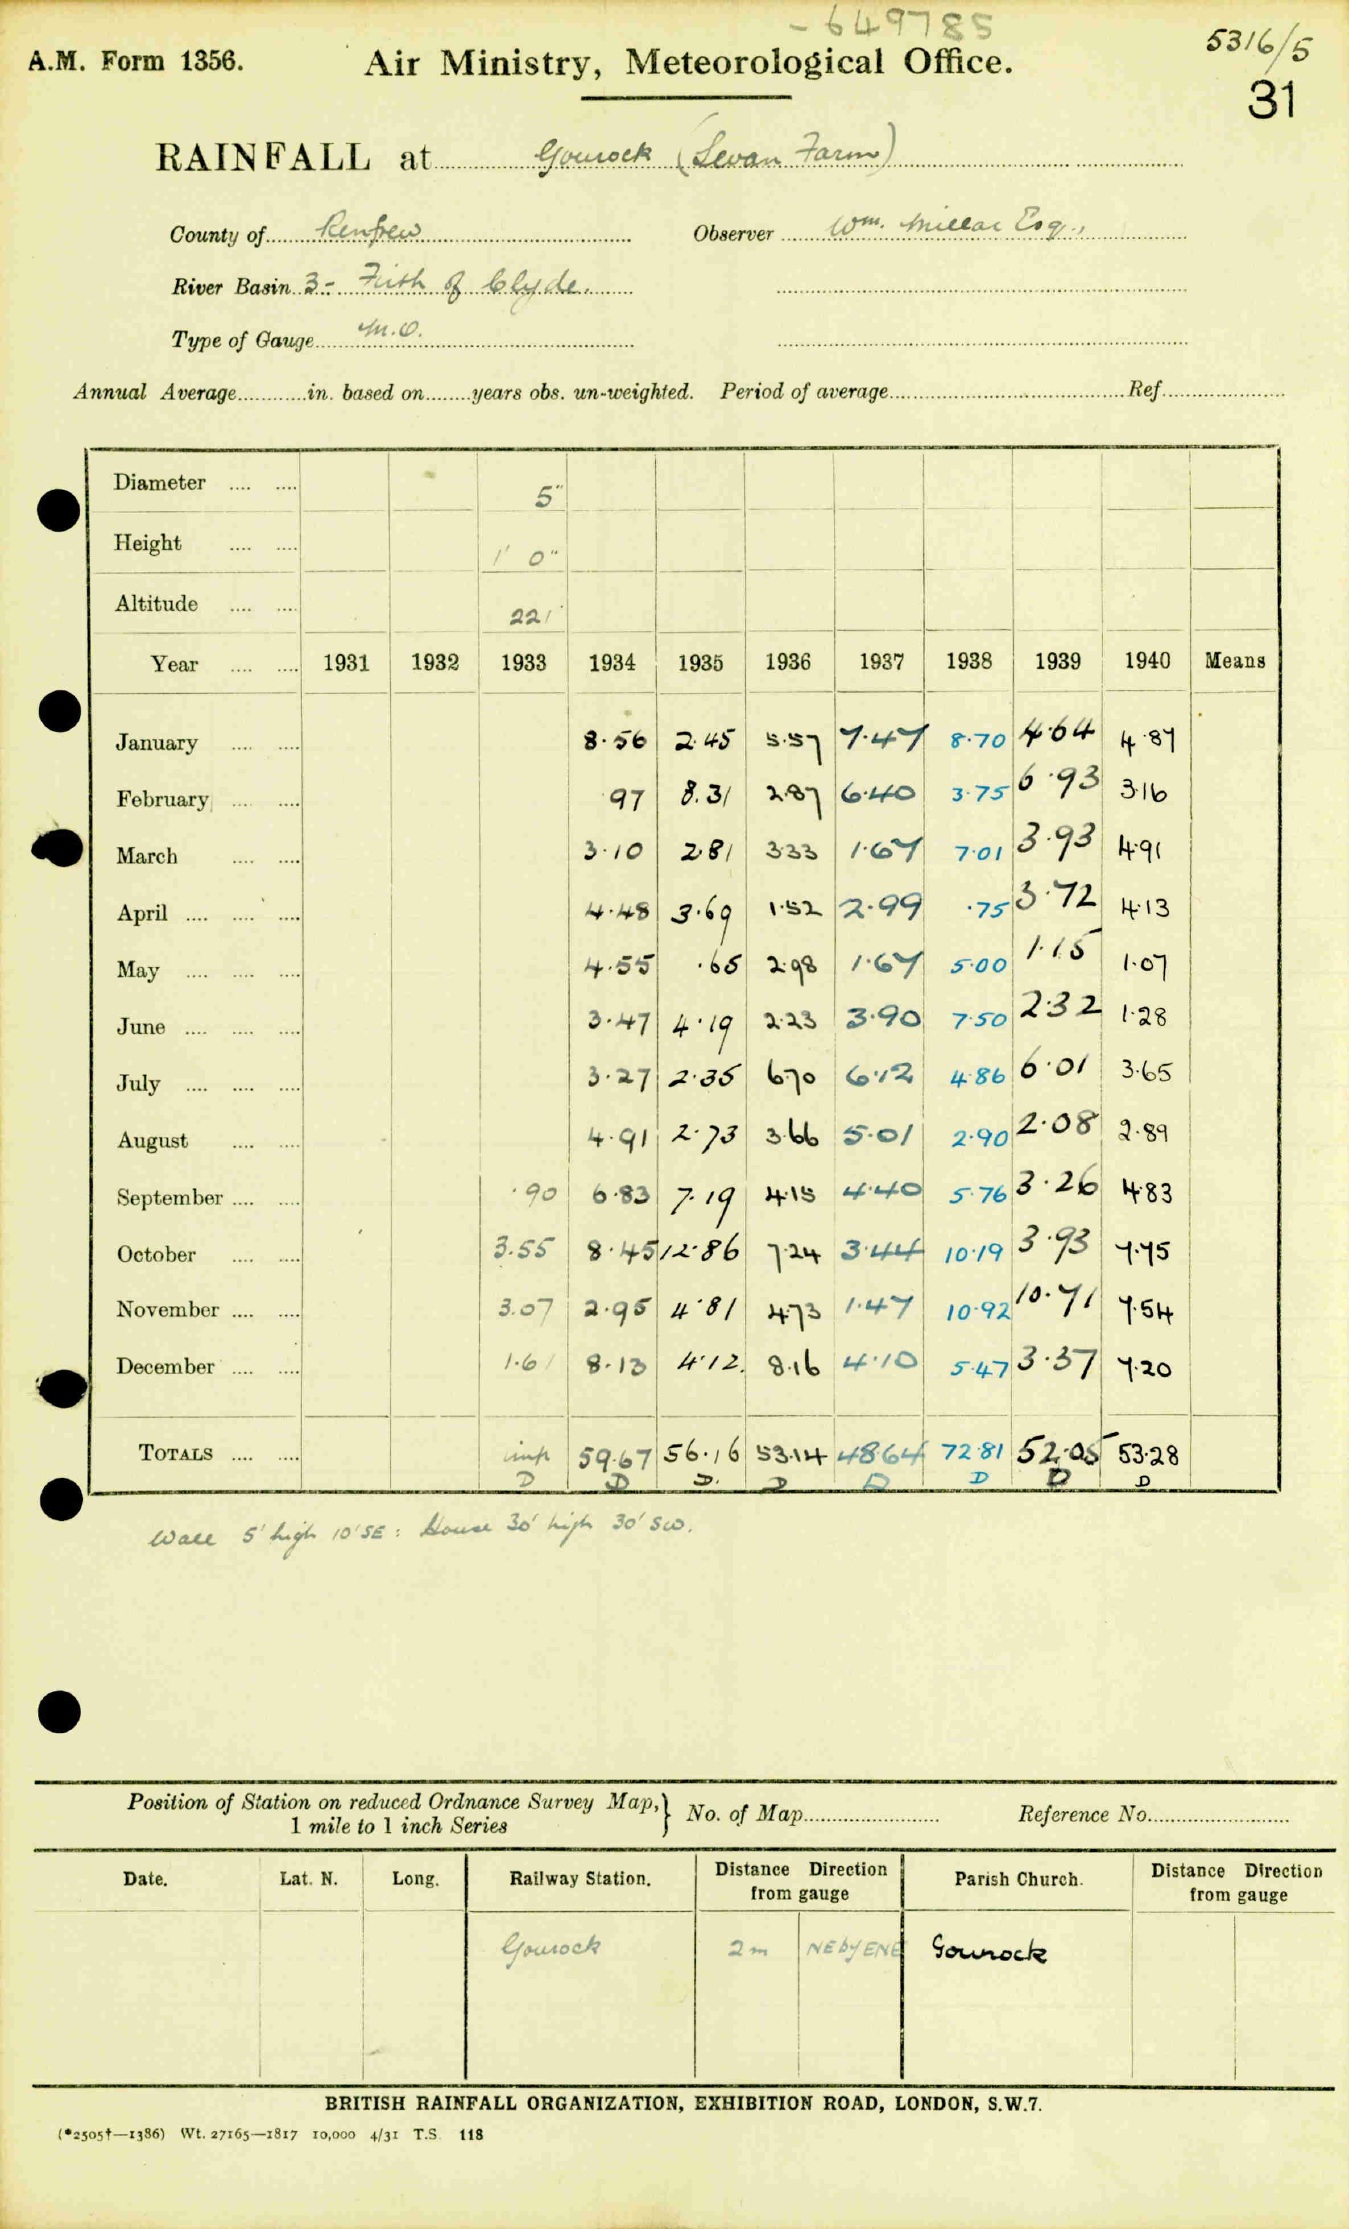 - 649785
5316/5
A.M. Form 1356. Air Ministry, Meteorological Office.
31
RAINFALL at Gourock (Levan Farm)
County of Renfrew Observer Wm. Millar Esq.,
River Basin 3- Firth of Clyde.
Type of Gauge M.O.
Annual Average in. based on years obs. un-weighted. Period of average Ref.
Diameter .... .... 5"
Height .... .... 1' 0"
Altitude .... .... 221'
Year .... .... 1931 1932 1933 1934 1935 1936 1937 1938 1939 1940 Means
January .... .... 8.56 2.45 5.57 7.47 8.70 4.64 4.87
February .... .... .97 8.31 2.87 6.40 3.75 6.93 3.16
March .... .... 3.10 2.81 3.33 1.67 7.01 3.93 4.91
April .... .... .... 4.48 3.69 1.52 2.99 .75 3.72 4.13
May .... .... .... 4.55 .65 2.98 1.67 5.00 1.15 1.07
June .... .... .... 3.47 4.19 2.23 3.90 7.50 2.32 1.28
July .... .... .... 3.27 2.35 6.70 6.12 4.86 6.01 3.65
August .... .... 4.91 2.73 3.66 5.01 2.90 2.08 2.89
September .... .... .90 6.83 7.19 4.15 4.40 5.76 3.26 4.83
October .... .... 3.55 8.45 12.86 7.24 3.44 10.19 3.93 7.75
November .... .... 3.07 2.95 4.81 4.73 1.47 10.92 10.71 7.54
December .... .... 1.61 8.13 4.12 8.16 4.10 5.47 3.37 7.20
TOTALS .... .... imp 59.67 56.16 53.14 48.64 72.81 52.05 53.28
D D D. D D D D D
Wall 5' high 10' SE: House 30' high 30' SW.
Position of Station on reduced Ordnance Survey Map, } No. of Map Reference No.
1 mile to 1 inch Series
Date. Lat. N. Long. Railway Station. Distance Direction from gauge Parish Church. Distance Direction from gauge
Gourock 2m NE by ENE Gourock
BRITISH RAINFALL ORGANIZATION, EXHIBITION ROAD, LONDON, S.W.7.
(*2505†—1386) Wt. 27165—1817 10,000 4/31 T.S. 118